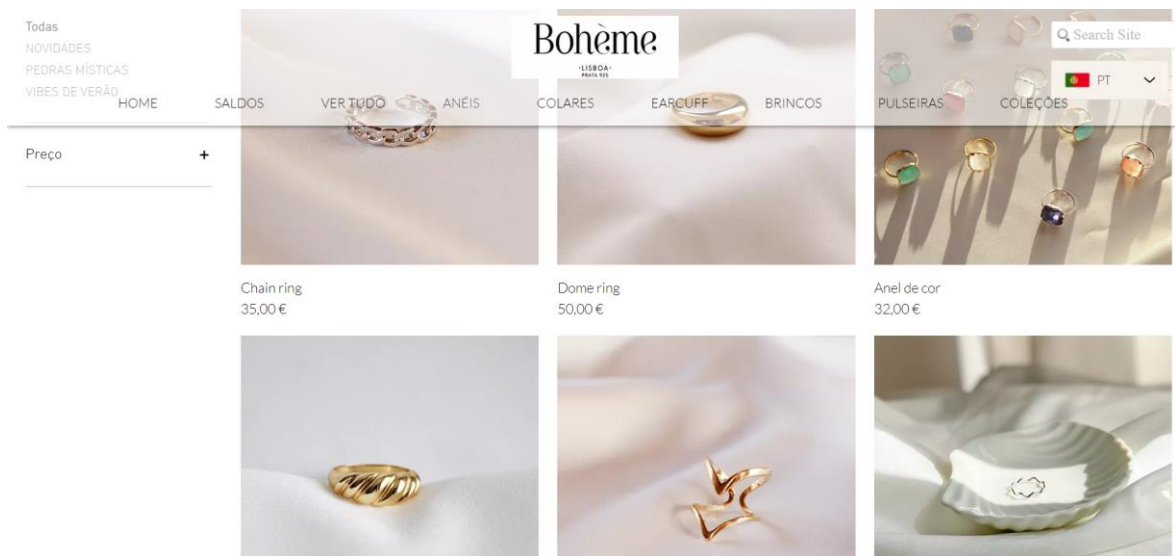 Todas
NOVIDADES
PEDRAS MÍSTICAS
VIBES DE VERÃO
Bohème
·LISBOA·
PRATA 925
Search Site
PT
HOME SALDOS VER TUDO ANÉIS COLARES EARCUFF BRINCOS PULSEIRAS COLEÇÕES
Preço +
Chain ring
35,00 €
Dome ring
50,00 €
Anel de cor
32,00 €